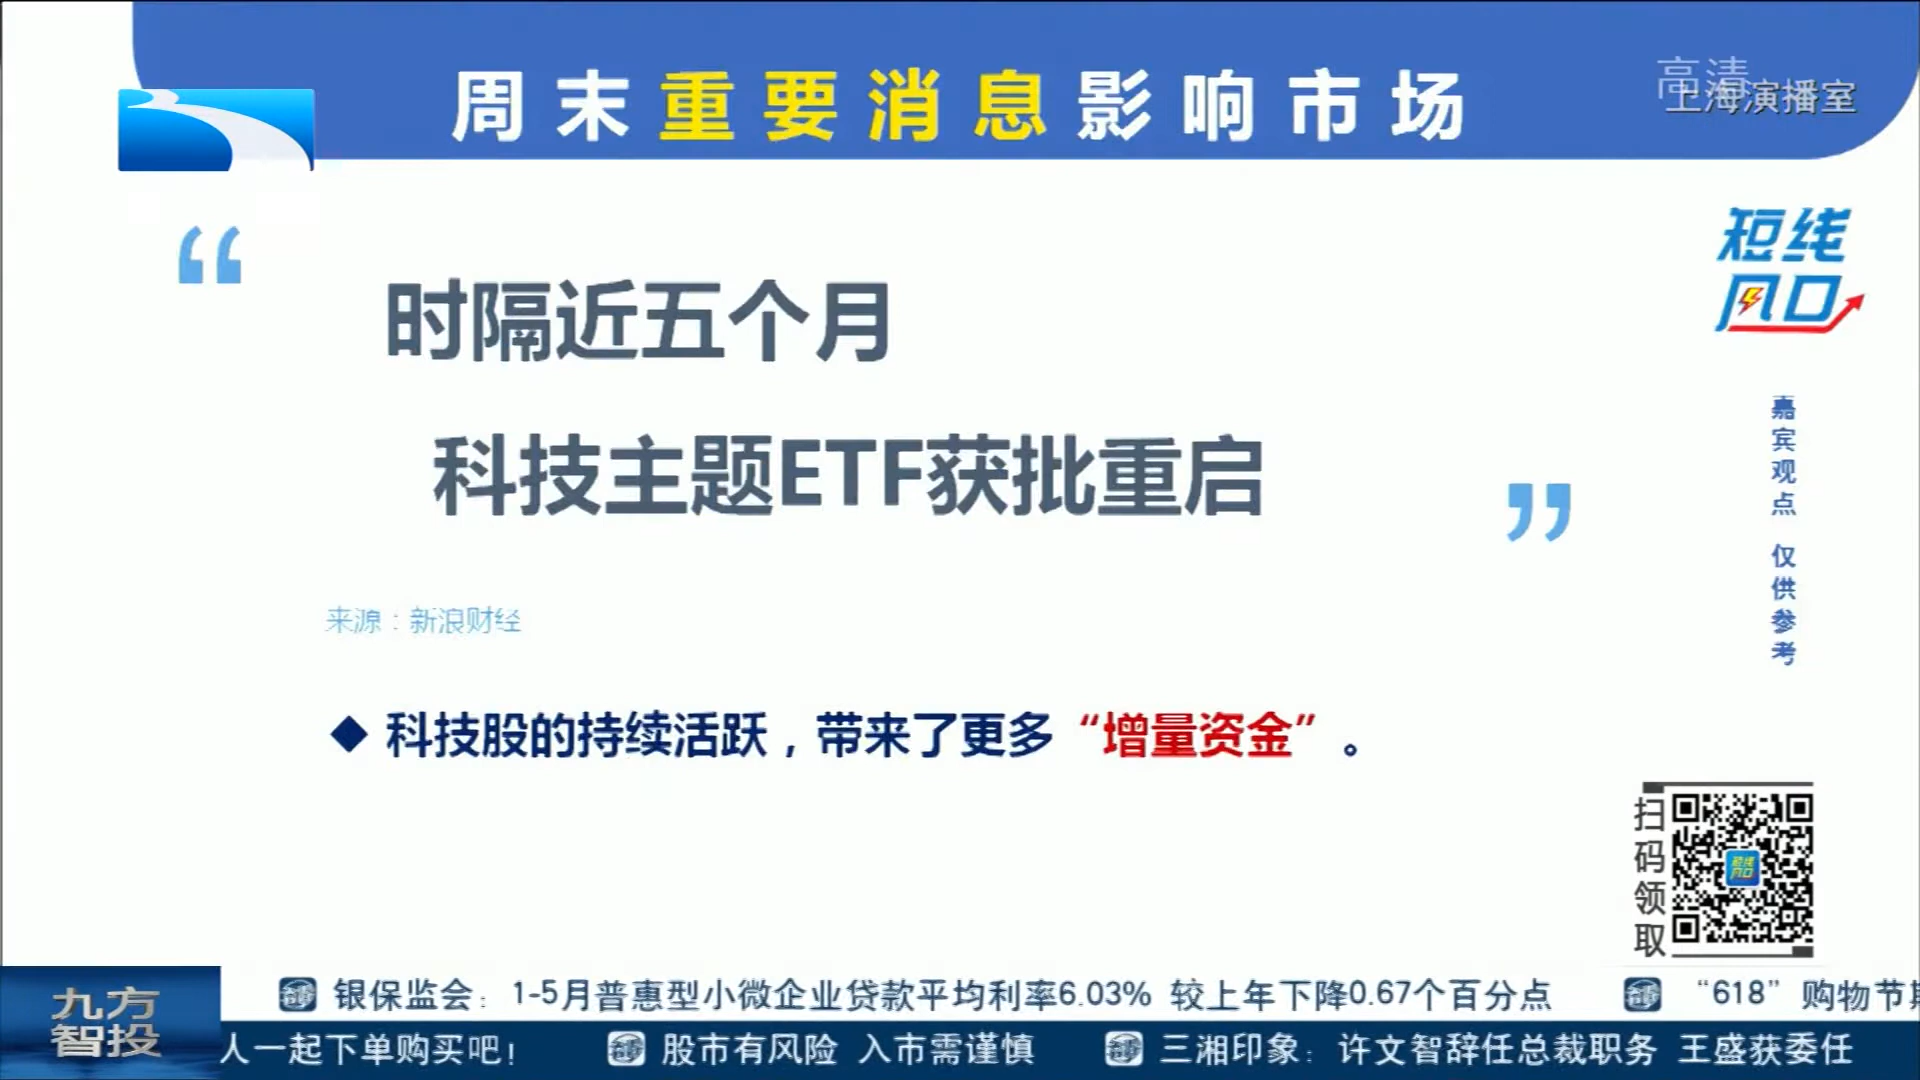 周末重要消息影响市场
高清
上海演播室
短线
风口
“时隔近五个月
科技主题ETF获批重启”
嘉宾观点 仅供参考
来源：新浪财经
◆ 科技股的持续活跃，带来了更多“增量资金”。
扫码领取
短线
风口
九方
智投
银保监会：1-5月普惠型小微企业贷款平均利率6.03% 较上年下降0.67个百分点 “618”购物节
人一起下单购买吧！ 股市有风险 入市需谨慎 三湘印象：许文智辞任总裁职务 王盛获委任